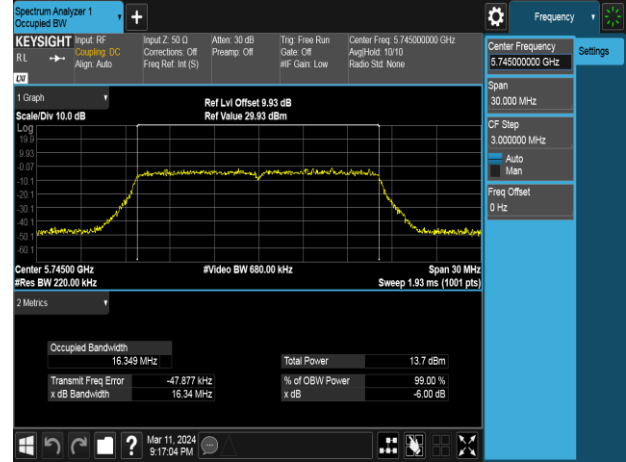 Spectrum Analyzer 1
Occupied BW
Frequency
KEYSIGHT
RL
LXI
Input: RF
Coupling: DC
Align: Auto
Input Z: 50 Ω
Corrections: Off
Freq Ref: Int (S)
Atten: 30 dB
Preamp: Off
Trig: Free Run
Gate: Off
#IF Gain: Low
Center Freq: 5.745000000 GHz
Avg|Hold: 10/10
Radio Std: None
Center Frequency
5.745000000 GHz
Settings
Span
30.000 MHz
CF Step
3.000000 MHz
Auto
Man
Freq Offset
0 Hz
1 Graph
Scale/Div 10.0 dB
Ref Lvl Offset 9.93 dB
Ref Value 29.93 dBm
Log
19.9
9.93
-0.07
-10.1
-20.1
-30.1
-40.1
-50.1
-60.1
Center 5.74500 GHz
#Video BW 680.00 kHz
Span 30 MHz
#Res BW 220.00 kHz
Sweep 1.93 ms (1001 pts)
2 Metrics
Occupied Bandwidth
16.349 MHz
Total Power 13.7 dBm
Transmit Freq Error -47.877 kHz
% of OBW Power 99.00 %
x dB Bandwidth 16.34 MHz
x dB -6.00 dB
Mar 11, 2024
9:17:04 PM